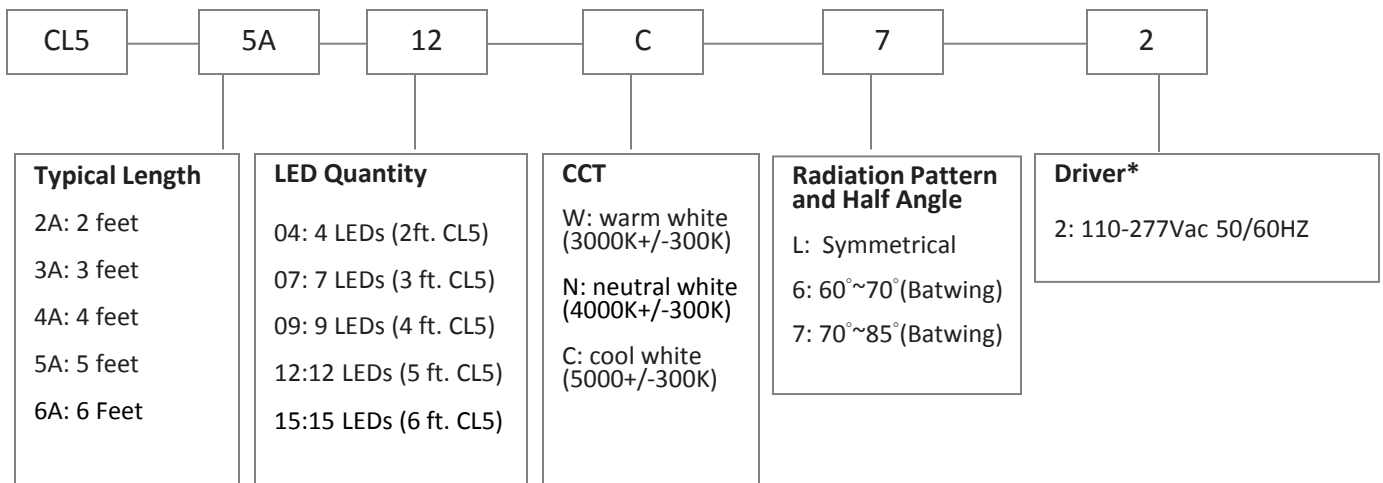 CL5 5A 12 C 7 2
Typical Length
2A: 2 feet
3A: 3 feet
4A: 4 feet
5A: 5 feet
6A: 6 Feet
LED Quantity
04: 4 LEDs (2ft. CL5)
07: 7 LEDs (3 ft. CL5)
09: 9 LEDs (4 ft. CL5)
12:12 LEDs (5 ft. CL5)
15:15 LEDs (6 ft. CL5)
CCT
W: warm white
(3000K+/-300K)
N: neutral white
(4000K+/-300K)
C: cool white
(5000+/-300K)
Radiation Pattern
and Half Angle
L: Symmetrical
6: 60°~70°(Batwing)
7: 70°~85°(Batwing)
Driver*
2: 110-277Vac 50/60HZ